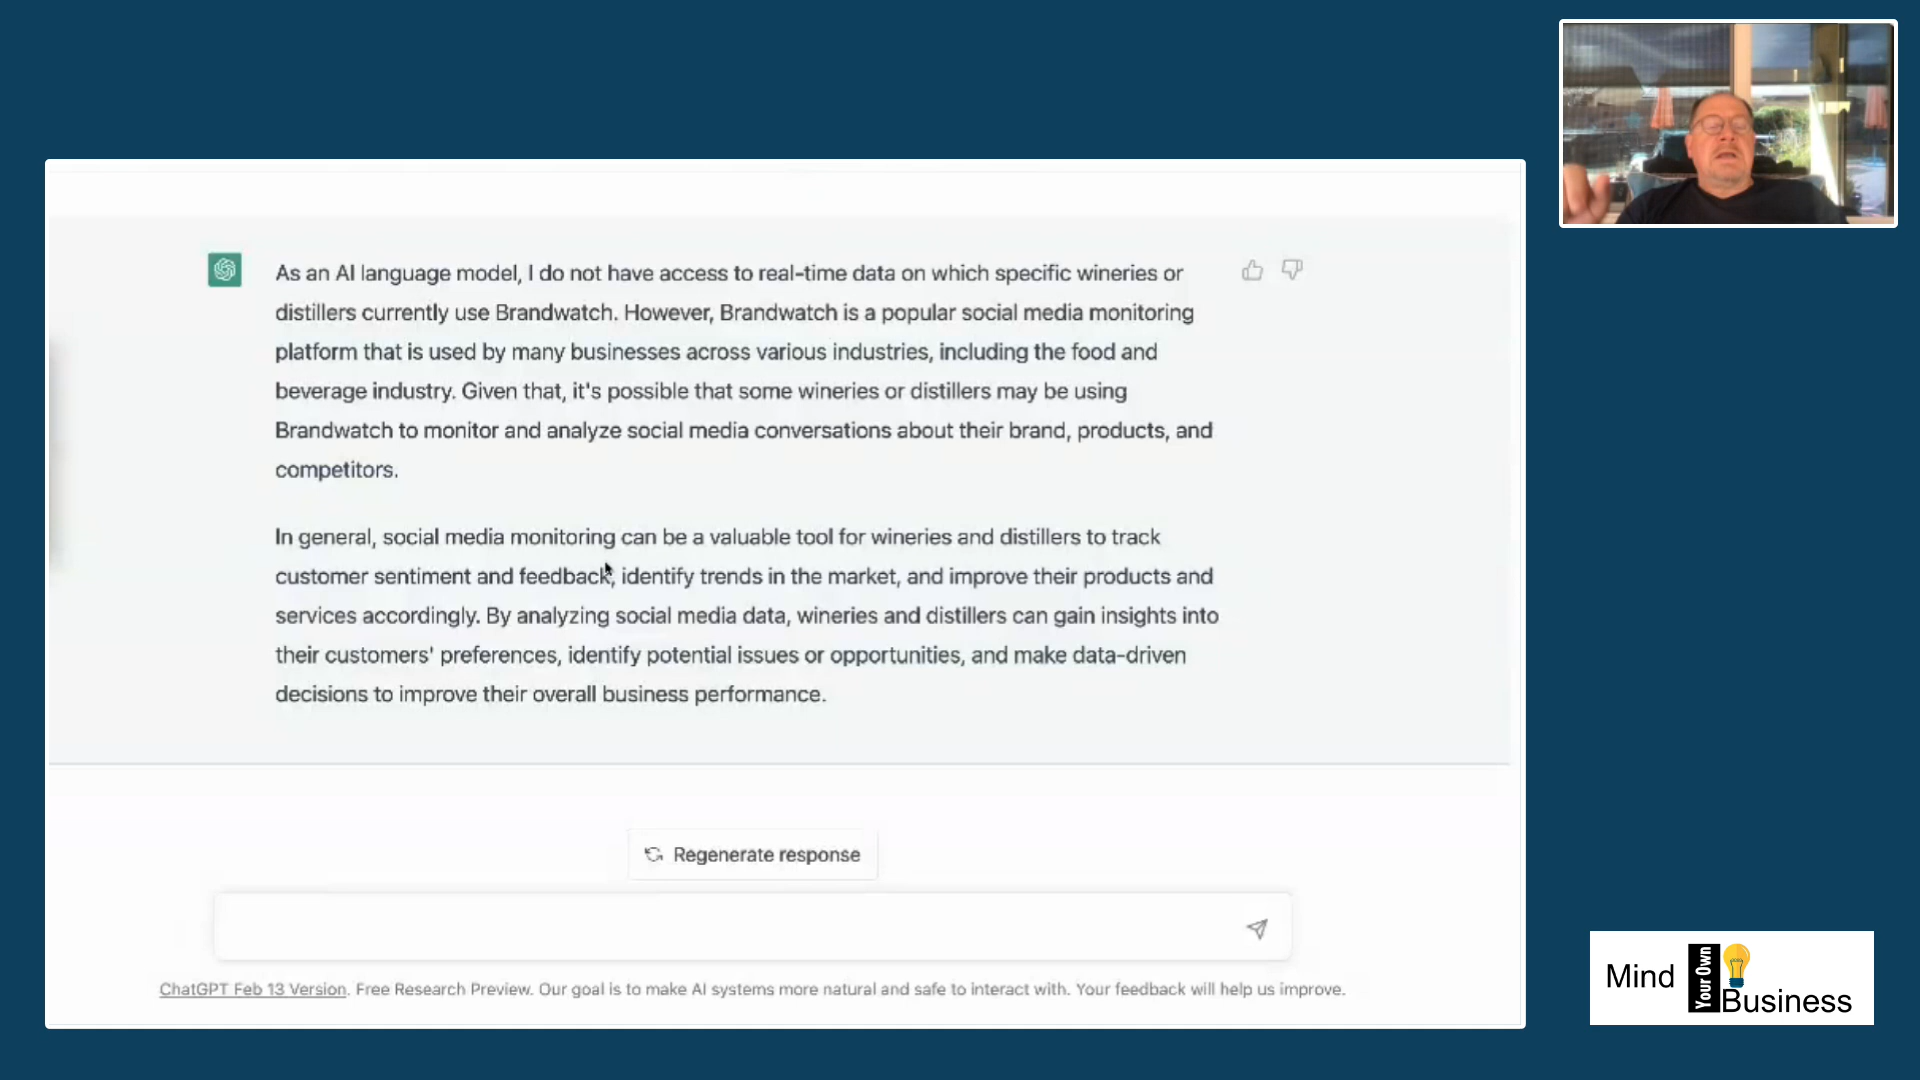 As an AI language model, I do not have access to real-time data on which specific wineries or
distillers currently use Brandwatch. However, Brandwatch is a popular social media monitoring
platform that is used by many businesses across various industries, including the food and
beverage industry. Given that, it's possible that some wineries or distillers may be using
Brandwatch to monitor and analyze social media conversations about their brand, products, and
competitors.
In general, social media monitoring can be a valuable tool for wineries and distillers to track
customer sentiment and feedback, identify trends in the market, and improve their products and
services accordingly. By analyzing social media data, wineries and distillers can gain insights into
their customers' preferences, identify potential issues or opportunities, and make data-driven
decisions to improve their overall business performance.
Regenerate response
ChatGPT Feb 13 Version. Free Research Preview. Our goal is to make AI systems more natural and safe to interact with. Your feedback will help us improve.
Mind
Your Own
Business